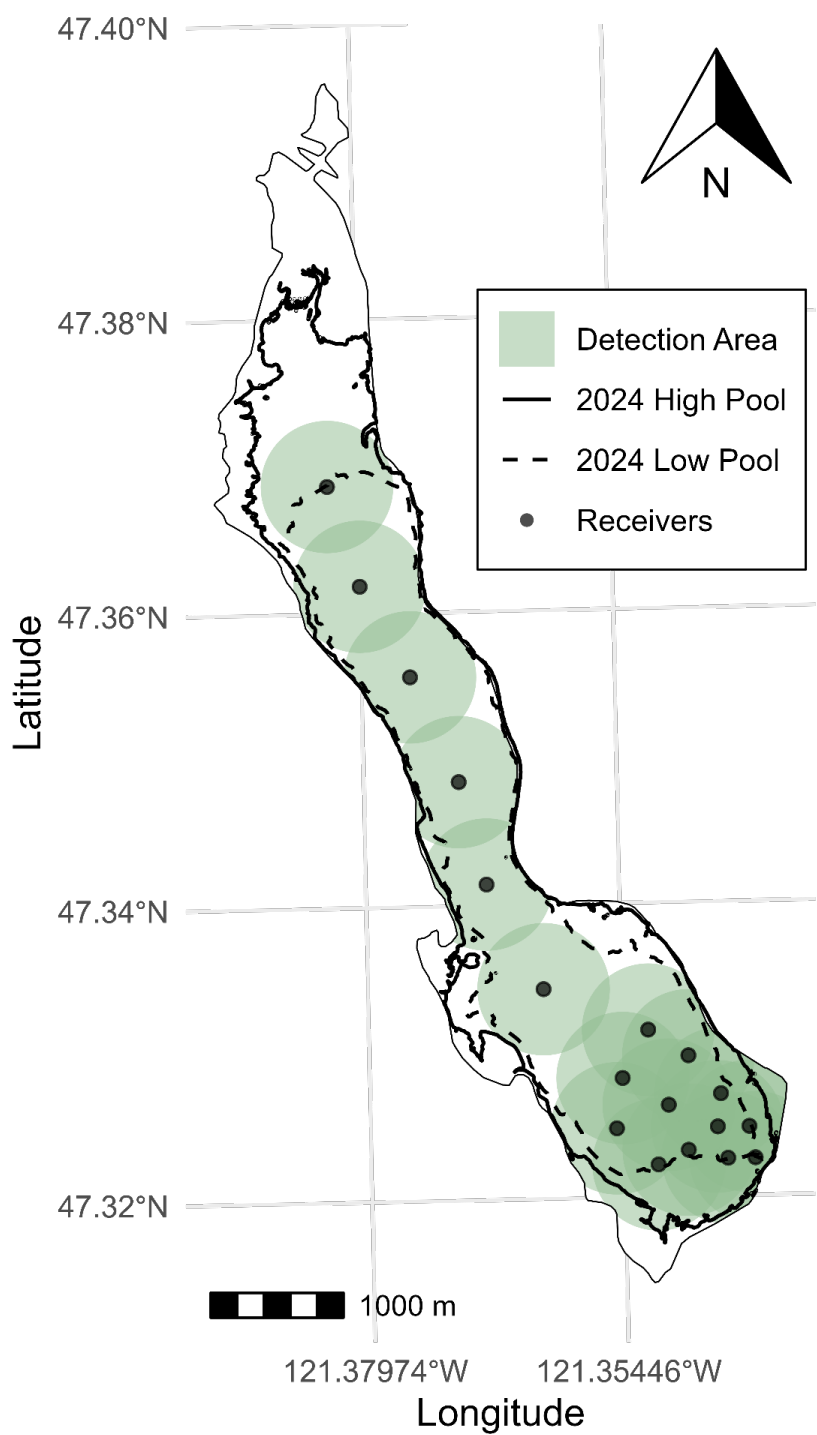 47.40°N
N
47.38°N
Detection Area
2024 High Pool
2024 Low Pool
Receivers
47.36°N
Latitude
47.34°N
47.32°N
1000 m
121.37974°W
121.35446°W
Longitude